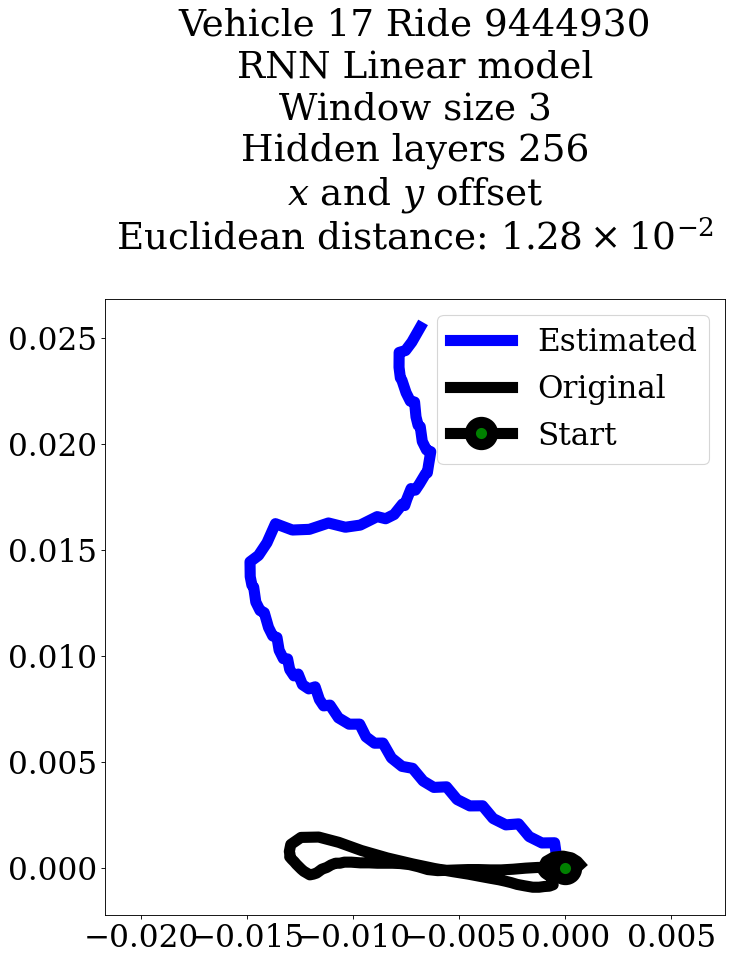 Vehicle 17 Ride 9444930
RNN Linear model
Window size 3
Hidden layers 256
x and y offset
Euclidean distance: 1.28 × 10⁻²
Estimated
Original
Start
0.025
0.020
0.015
0.010
0.005
0.000
−0.020 −0.015 −0.010 −0.005 0.000 0.005